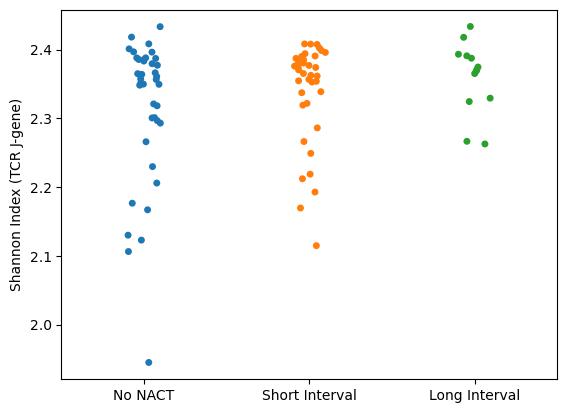 Shannon Index (TCR J-gene)
2.4
2.3
2.2
2.1
2.0
No NACT
Short Interval
Long Interval